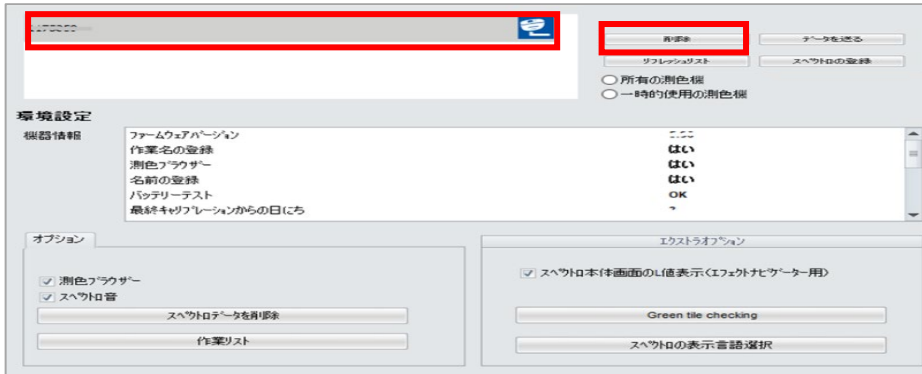 削除
データを送る
リフレッシュリスト
スペクトロの登録
所有の測色機
一時的使用の測色機
環境設定
機器情報
ファームウェアバージョン
作業名の登録 はい
測色ブラウザー はい
名前の登録 はい
バッテリーテスト OK
最終キャリブレーションからの日にち ?
オプション
測色ブラウザー
スペクトロ音
スペクトロデータを削除
作業リスト
エクストラオプション
スペクトロ本体画面のL値表示(エフェクトナビゲーター用)
Green tile checking
スペクトロの表示言語選択